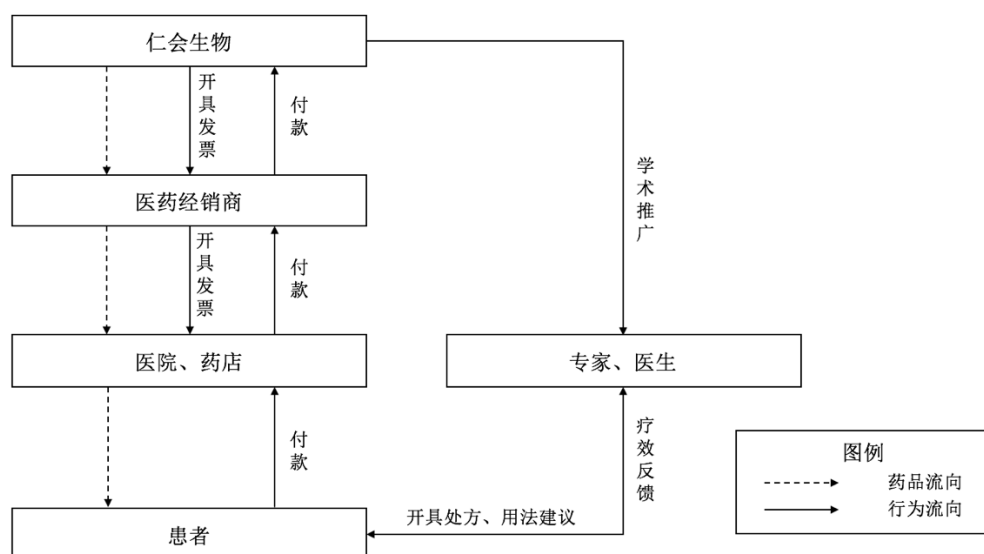 仁会生物
开具发票
付款
学术推广
医药经销商
开具发票
付款
医院、药店
专家、医生
付款
疗效反馈
图例
药品流向
行为流向
开具处方、用法建议
患者